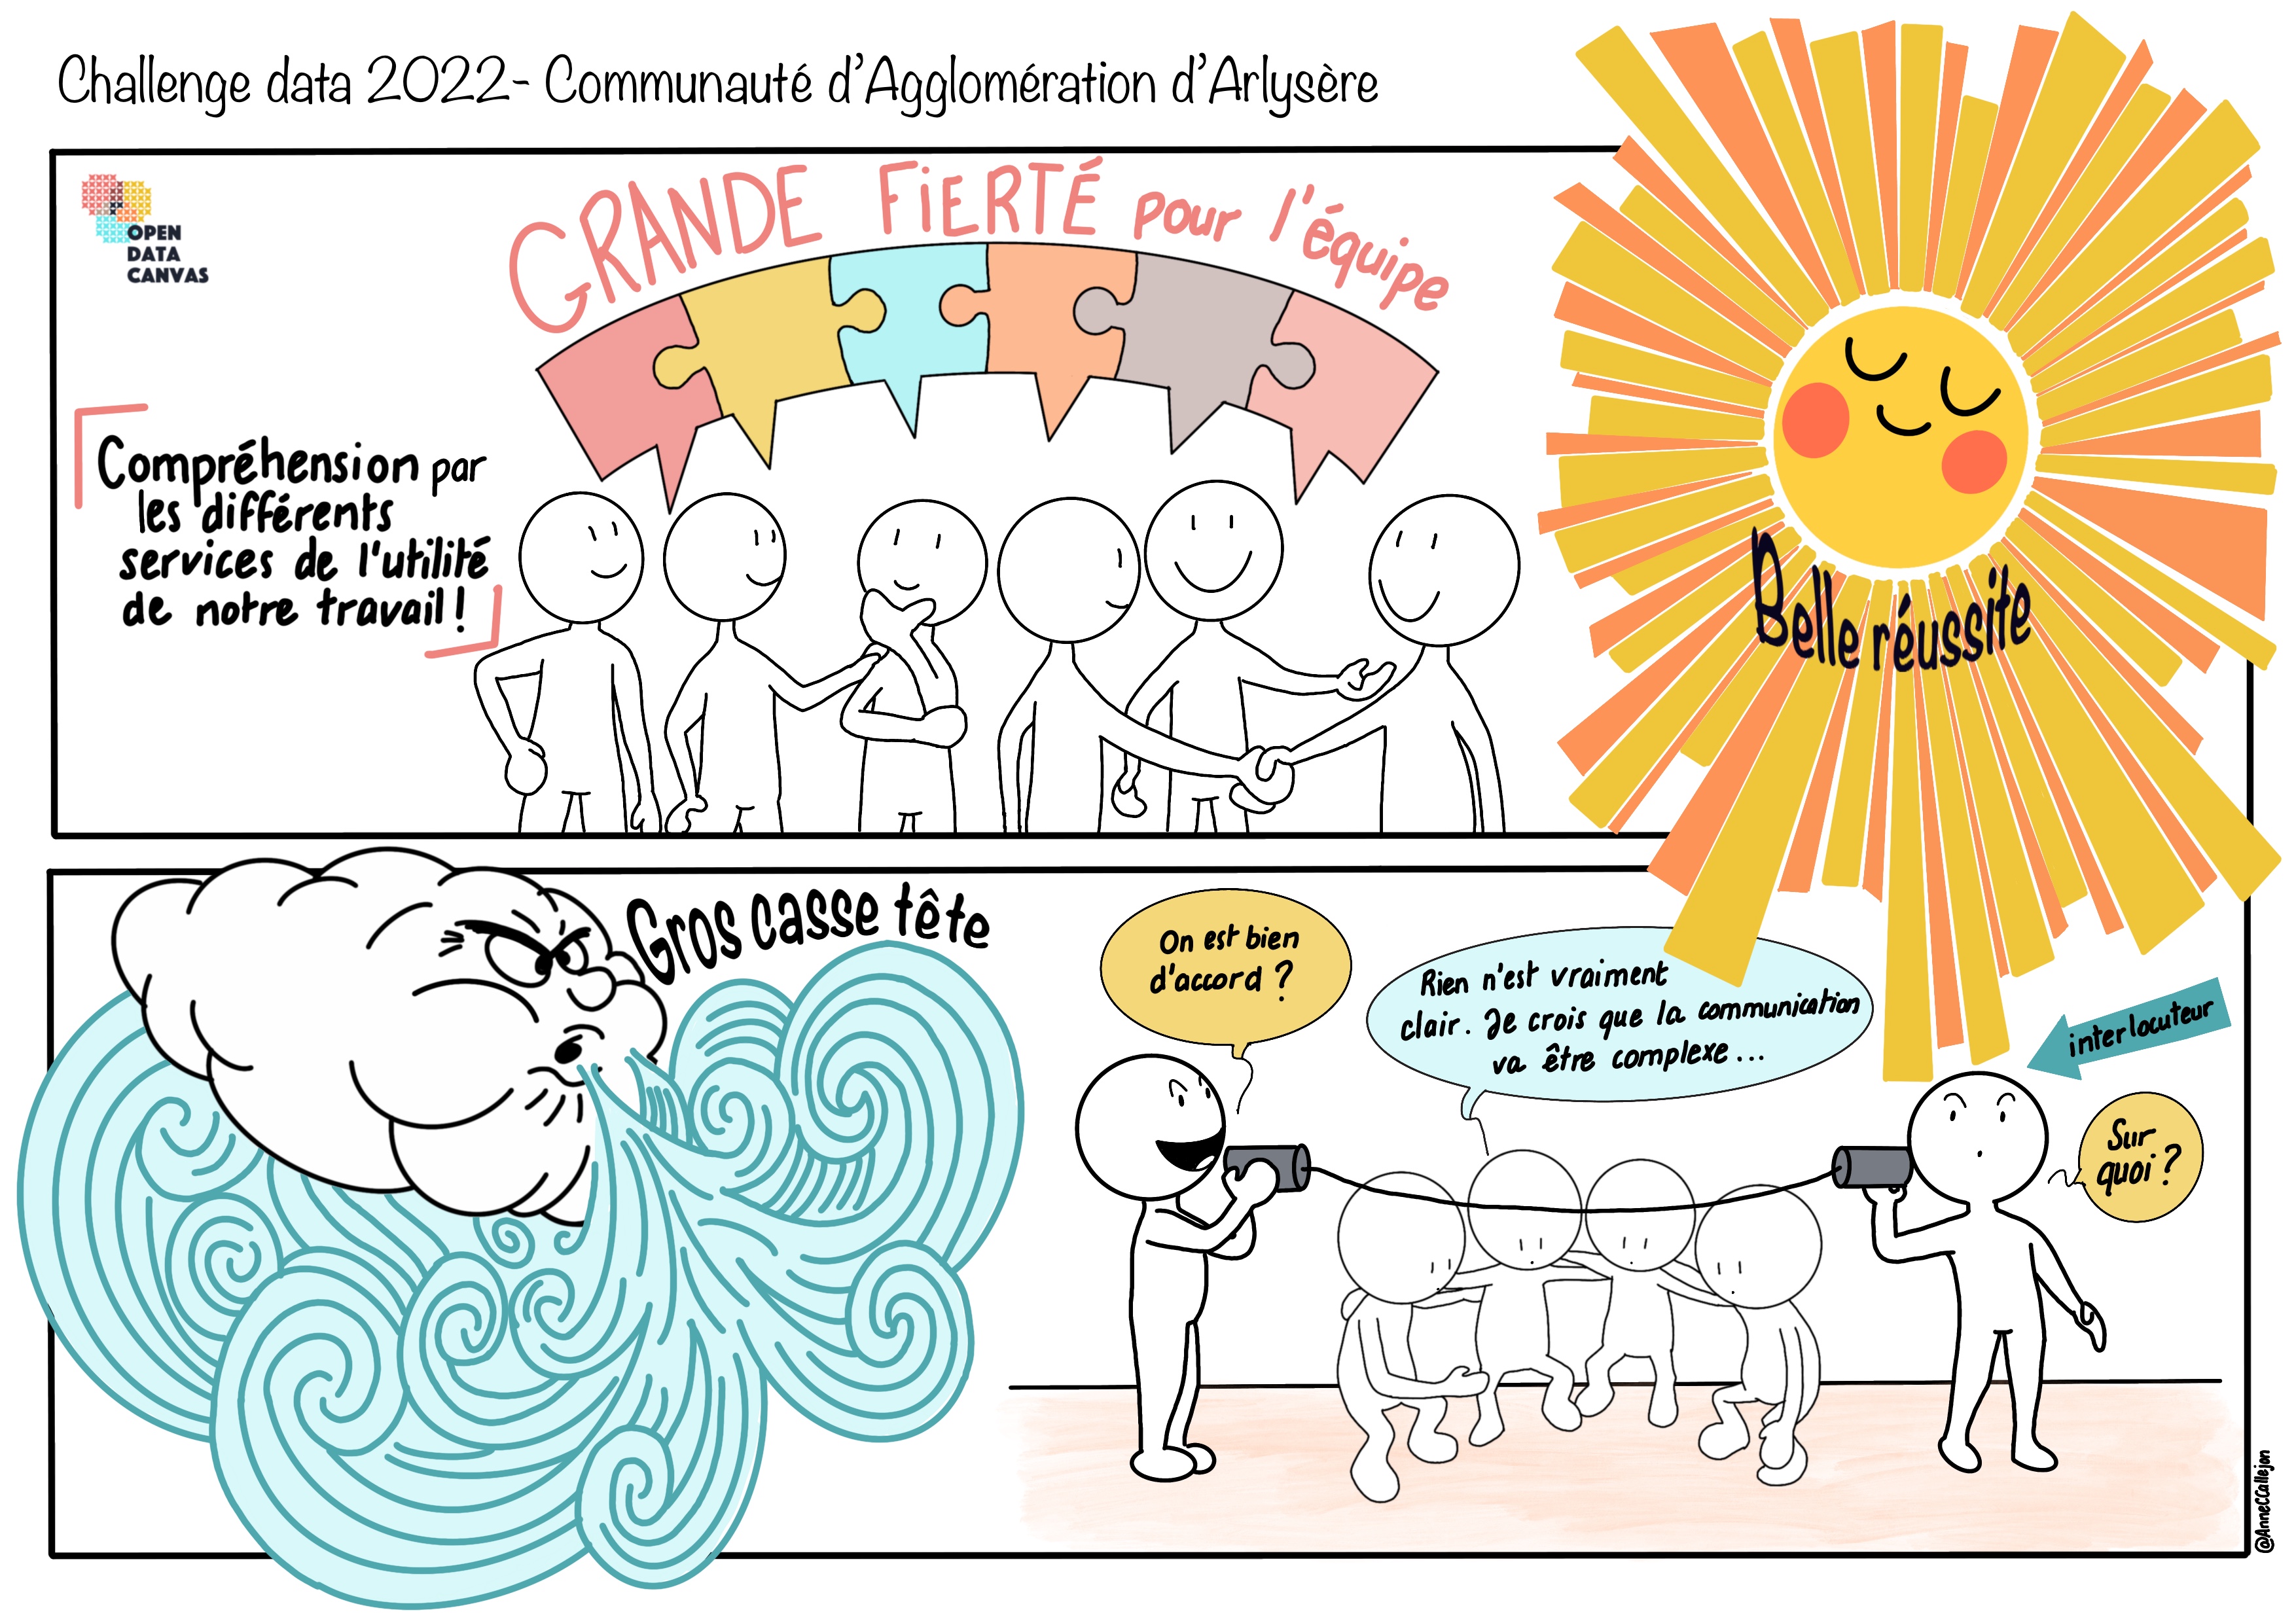 Challenge data 2022- Communauté d'Agglomération d'Arlysère
OPEN
DATA
CANVAS
GRANDE FiERTÉ pour l'équipe
Compréhension par
les différents
services de l'utilité
de notre travail !
Belle réussite
Gros casse tête
On est bien
d'accord ?
Rien n'est vraiment
clair. Je crois que la communication
va être complexe...
interlocuteur
Sur
quoi ?
@AnneCCallejon